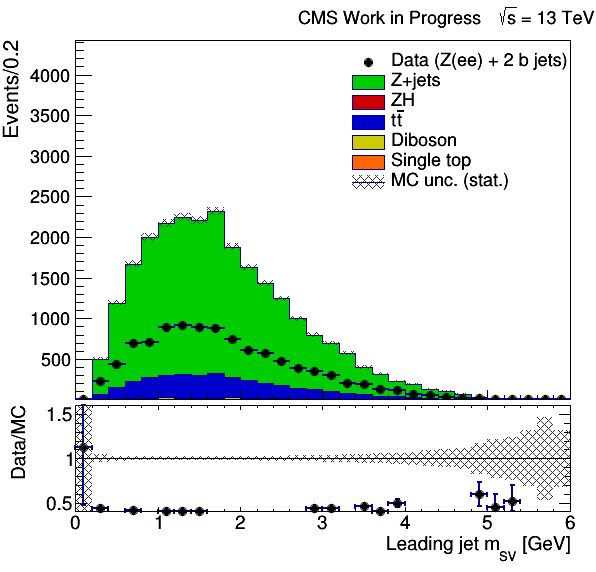 CMS Work in Progress √s = 13 TeV
Events/0.2
4000
3500
3000
2500
2000
1500
1000
500
Data (Z(ee) + 2 b jets)
Z+jets
ZH
tt̅
Diboson
Single top
MC unc. (stat.)
Data/MC
1.5
1
0.5
0 1 2 3 4 5 6
Leading jet m_SV [GeV]